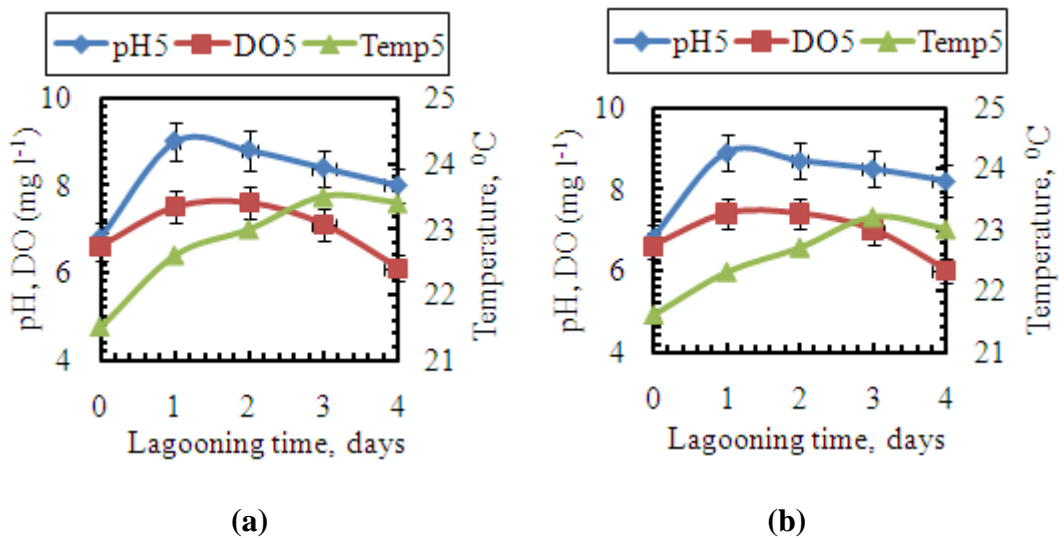 pH5 DO5 Temp5
pH, DO (mg l⁻¹)
10
8
6
4
25
24
23
22
21
Temperature, ⁰C
0 1 2 3 4
Lagooning time, days
(a)
pH5 DO5 Temp5
pH, DO (mg l⁻¹)
10
8
6
4
25
24
23
22
21
Temperature, ⁰C
0 1 2 3 4
Lagooning time, days
(b)